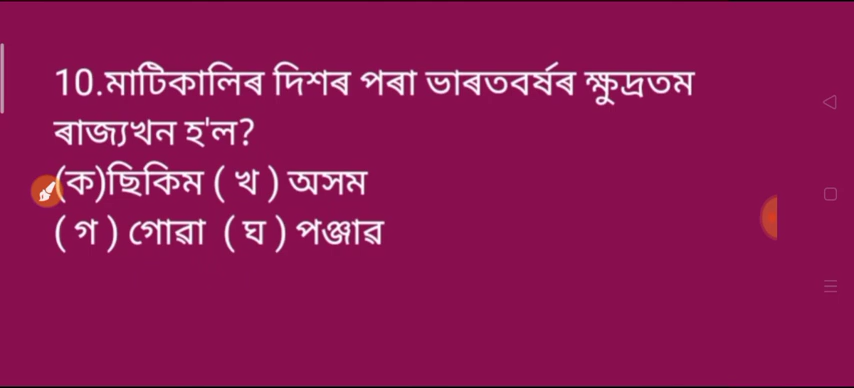 10.মাটিকালিৰ দিশৰ পৰা ভাৰতবৰ্ষৰ ক্ষুদ্ৰতম
ৰাজ্যখন হ'ল?
(ক)ছিকিম ( খ ) অসম
( গ ) গোৱা ( ঘ ) পঞ্জাৱ